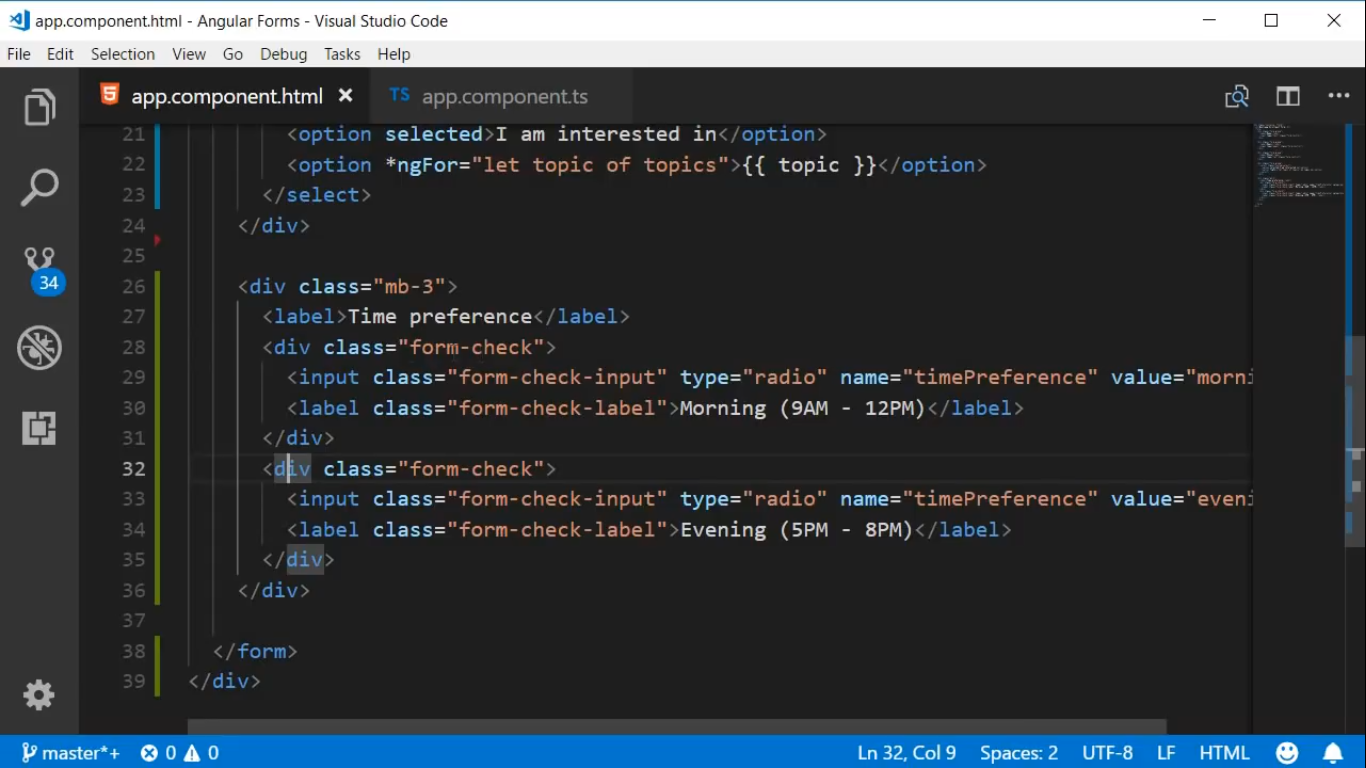 app.component.html - Angular Forms - Visual Studio Code
File Edit Selection View Go Debug Tasks Help
app.component.html
TS app.component.ts
34
21 <option selected>I am interested in</option>
22 <option *ngFor="let topic of topics">{{ topic }}</option>
23 </select>
24 </div>
25
26 <div class="mb-3">
27 <label>Time preference</label>
28 <div class="form-check">
29 <input class="form-check-input" type="radio" name="timePreference" value="morni
30 <label class="form-check-label">Morning (9AM - 12PM)</label>
31 </div>
32 <div class="form-check">
33 <input class="form-check-input" type="radio" name="timePreference" value="eveni
34 <label class="form-check-label">Evening (5PM - 8PM)</label>
35 </div>
36 </div>
37
38 </form>
39 </div>
master*+ 0 0 Ln 32, Col 9 Spaces: 2 UTF-8 LF HTML